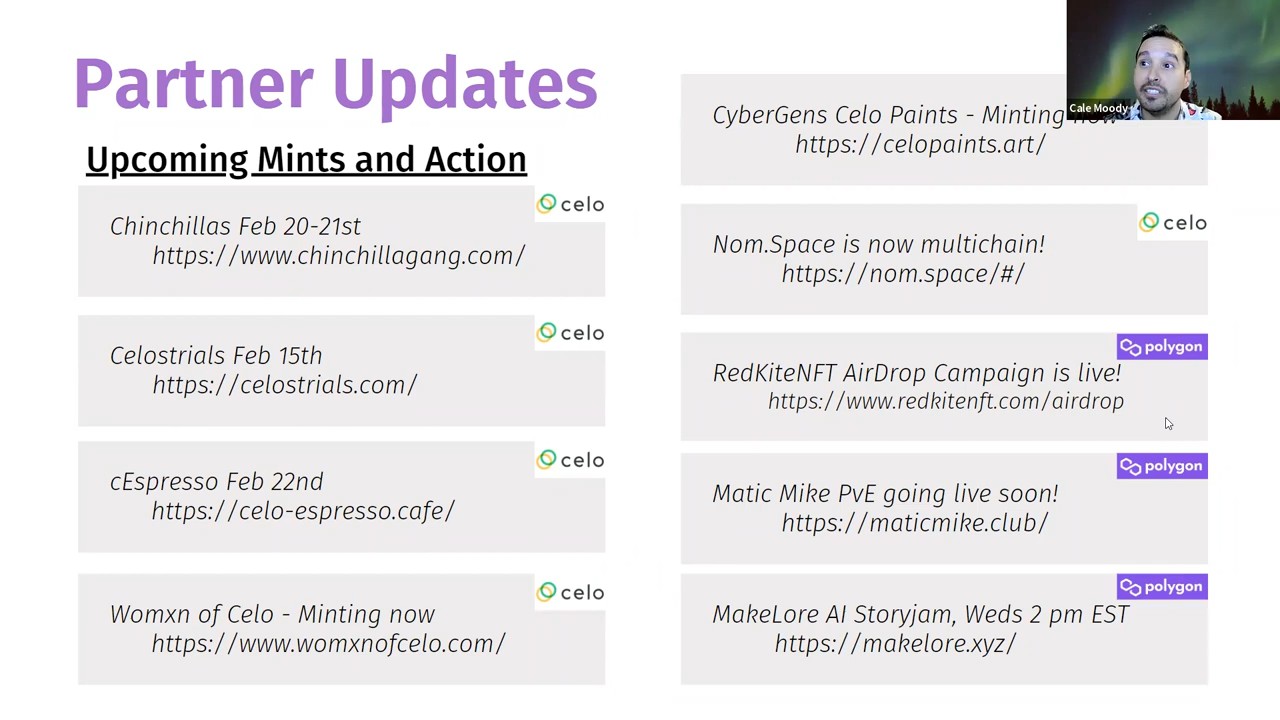 Partner Updates
Upcoming Mints and Action
celo
Chinchillas Feb 20-21st
https://www.chinchillagang.com/
celo
Celostrials Feb 15th
https://celostrials.com/
celo
cEspresso Feb 22nd
https://celo-espresso.cafe/
celo
Womxn of Celo - Minting now
https://www.womxnofcelo.com/
Cale Moody
CyberGens Celo Paints - Minting now
https://celopaints.art/
celo
Nom.Space is now multichain!
https://nom.space/#/
polygon
RedKiteNFT AirDrop Campaign is live!
https://www.redkitenft.com/airdrop
polygon
Matic Mike PvE going live soon!
https://maticmike.club/
polygon
MakeLore AI Storyjam, Weds 2 pm EST
https://makelore.xyz/